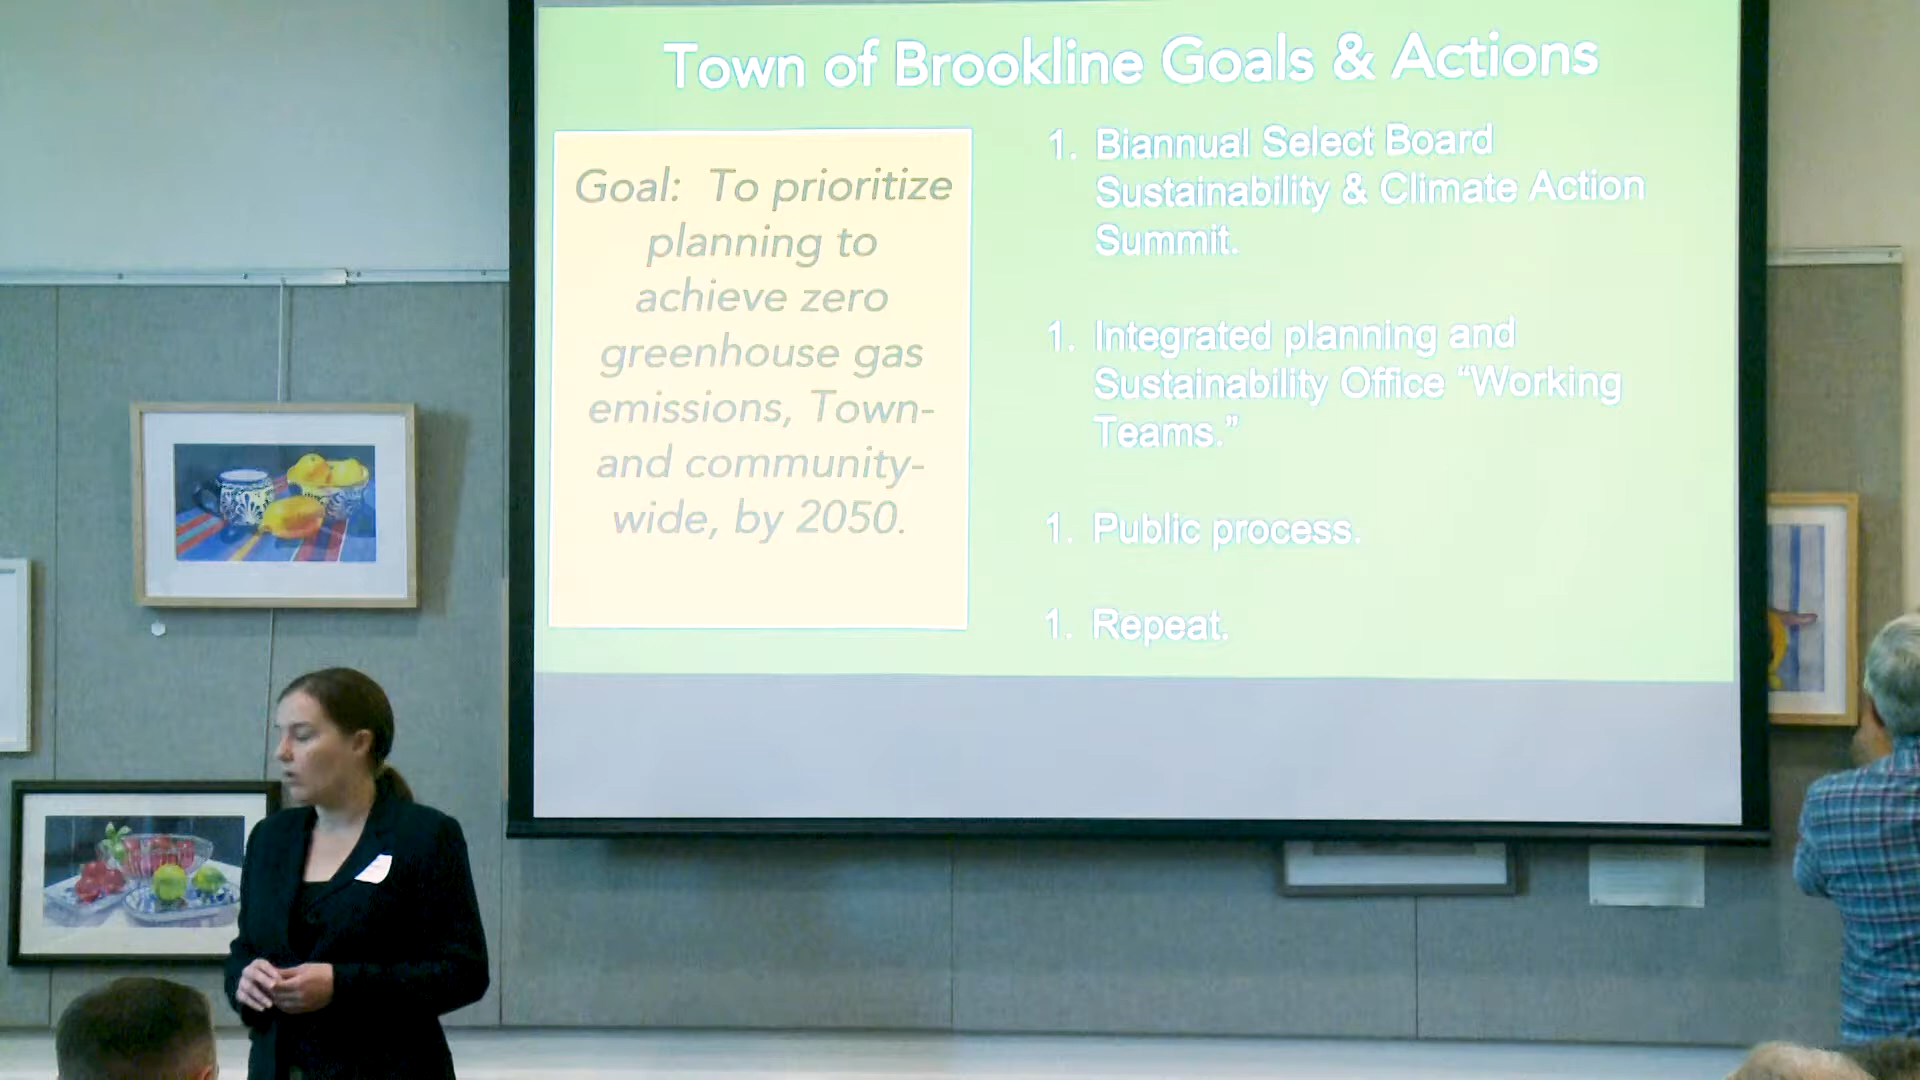 Town of Brookline Goals & Actions
Goal: To prioritize
planning to
achieve zero
greenhouse gas
emissions, Town-
and community-
wide, by 2050.
1. Biannual Select Board
Sustainability & Climate Action
Summit.
1. Integrated planning and
Sustainability Office “Working
Teams.”
1. Public process.
1. Repeat.